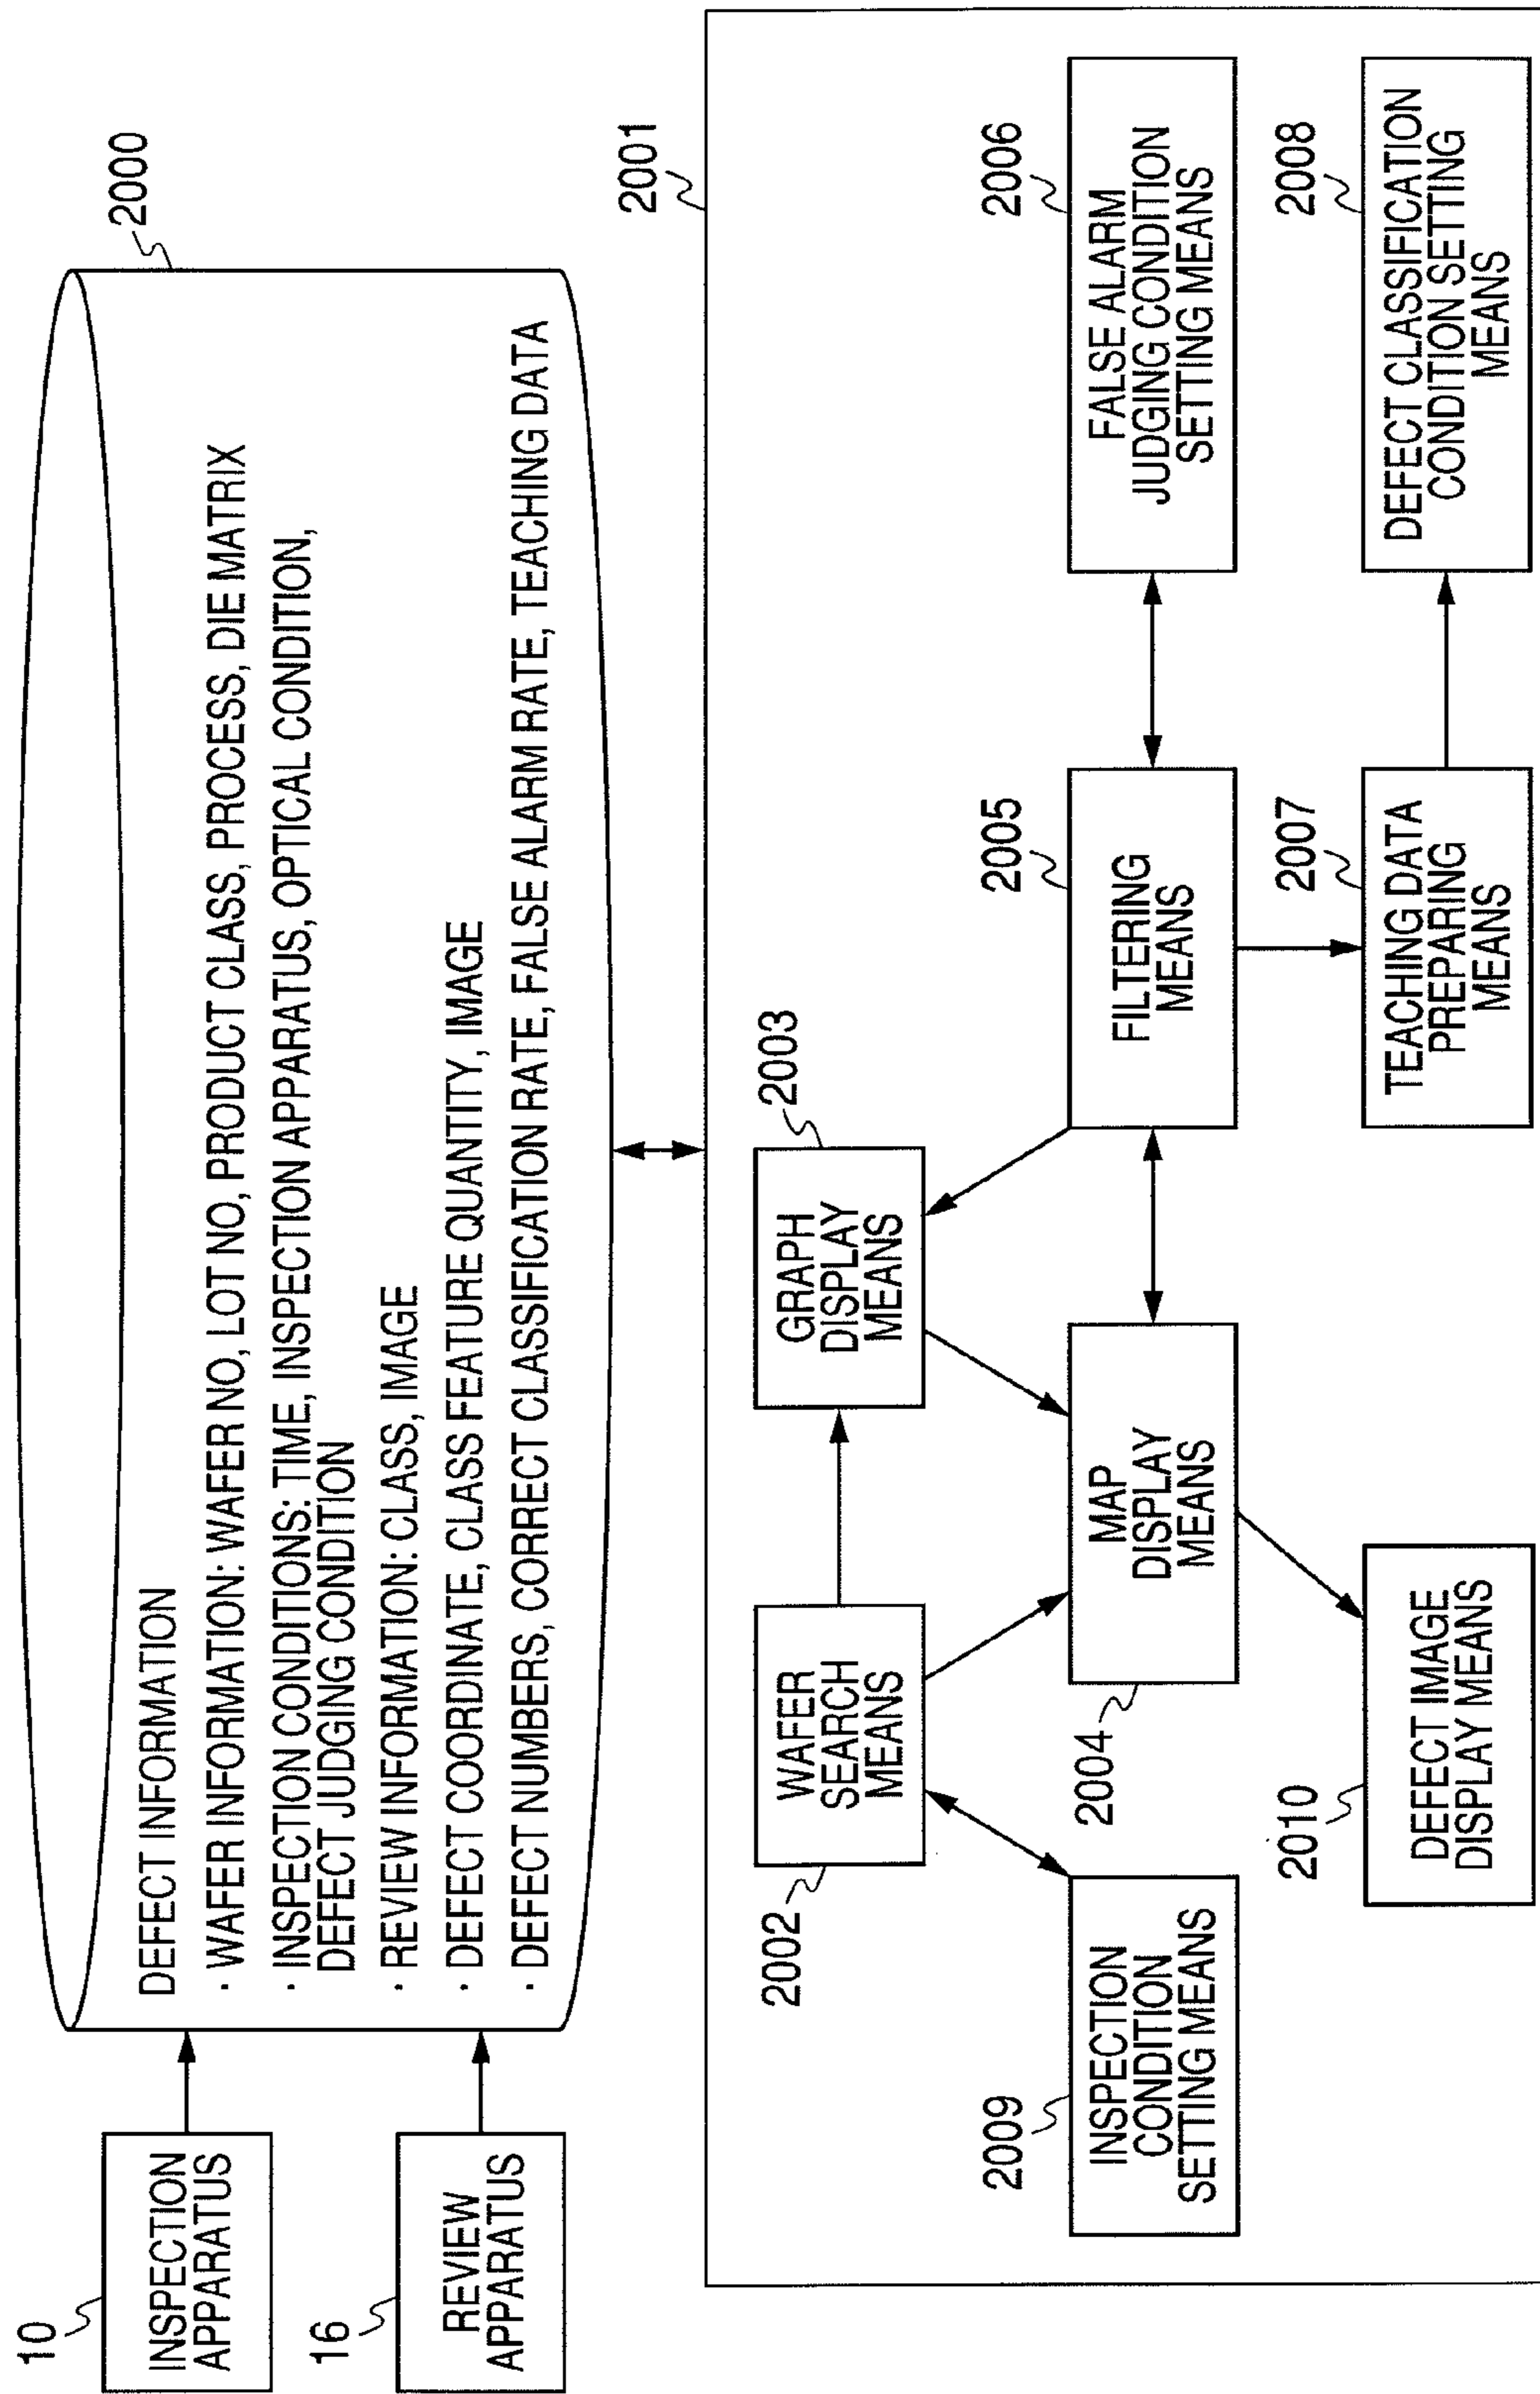 10
INSPECTION
APPARATUS
16
REVIEW
APPARATUS
2000
DEFECT INFORMATION
· WAFER INFORMATION: WAFER NO, LOT NO, PRODUCT CLASS, PROCESS, DIE MATRIX
· INSPECTION CONDITIONS: TIME, INSPECTION APPARATUS, OPTICAL CONDITION,
DEFECT JUDGING CONDITION
· REVIEW INFORMATION: CLASS, IMAGE
· DEFECT COORDINATE, CLASS FEATURE QUANTITY, IMAGE
· DEFECT NUMBERS, CORRECT CLASSIFICATION RATE, FALSE ALARM RATE, TEACHING DATA
2001
2002
WAFER
SEARCH
MEANS
2003
GRAPH
DISPLAY
MEANS
2009
INSPECTION
CONDITION
SETTING MEANS
2004
MAP
DISPLAY
MEANS
2005
FILTERING
MEANS
2006
FALSE ALARM
JUDGING CONDITION
SETTING MEANS
2010
DEFECT IMAGE
DISPLAY MEANS
2007
TEACHING DATA
PREPARING
MEANS
2008
DEFECT CLASSIFICATION
CONDITION SETTING
MEANS